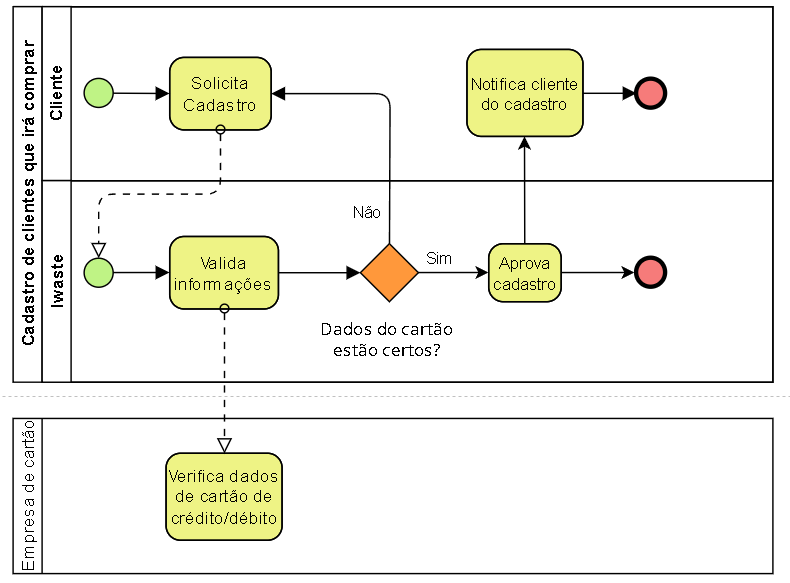 Cadastro de clientes que irá comprar
Cliente
Solicita
Cadastro
Notifica cliente
do cadastro
Iwaste
Não
Valida
informações
Sim
Aprova
cadastro
Dados do cartão
estão certos?
Empresa de cartão
Verifica dados
de cartão de
crédito/débito